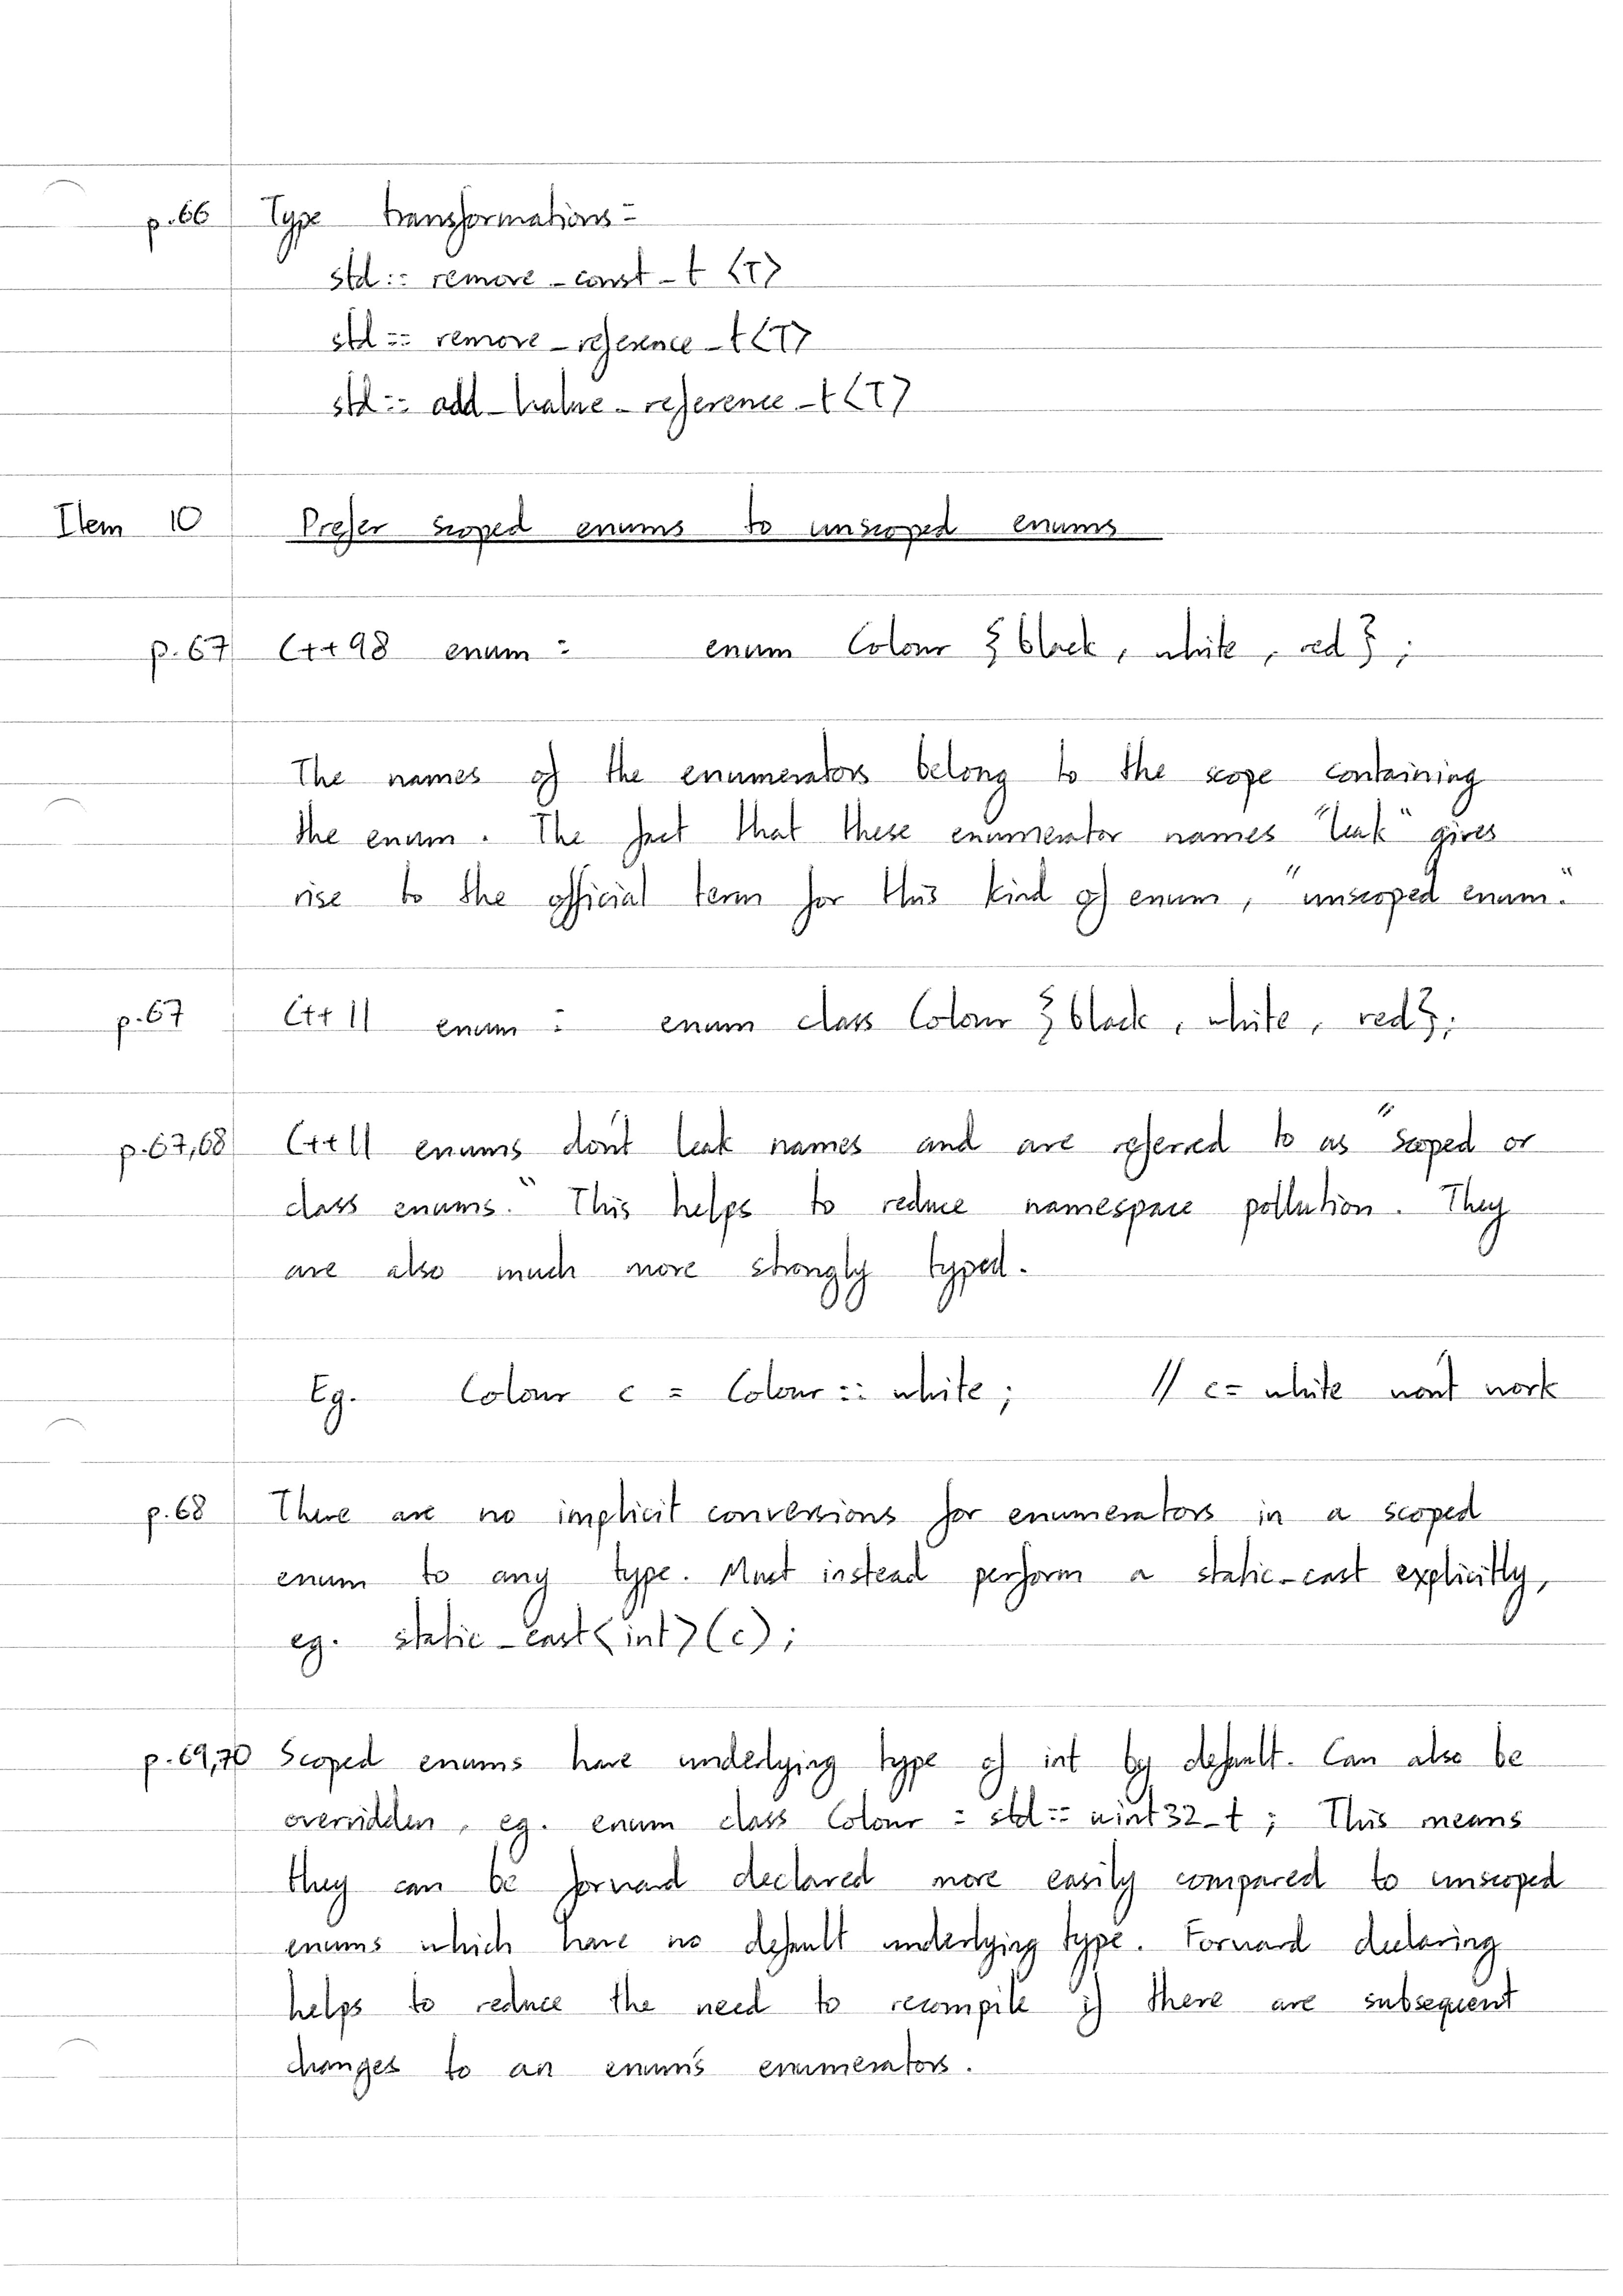 p.66 Type transformations:
std::remove_const_t<T>
std::remove_reference_t<T>
std::add_lvalue_reference_t<T>
Item 10 Prefer scoped enums to unscoped enums
p.67 C++98 enum: enum Colour { black, white, red };
The names of the enumerators belong to the scope containing
the enum. The fact that these enumerator names "leak" gives
rise to the official term for this kind of enum, "unscoped enum."
p.67 C++11 enum: enum class Colour { black, white, red};
p.67,68 C++11 enums don't leak names and are referred to as "scoped or
class enums." This helps to reduce namespace pollution. They
are also much more strongly typed.
Eg. Colour c = Colour::white; // c= white won't work
p.68 There are no implicit conversions for enumerators in a scoped
enum to any type. Must instead perform a static_cast explicitly,
eg. static_cast<int>(c);
p.69,70 Scoped enums have underlying type of int by default. Can also be
overridden, eg. enum class Colour : std::uint32_t; This means
they can be forward declared more easily compared to unscoped
enums which have no default underlying type. Forward declaring
helps to reduce the need to recompile if there are subsequent
changes to an enum's enumerators.